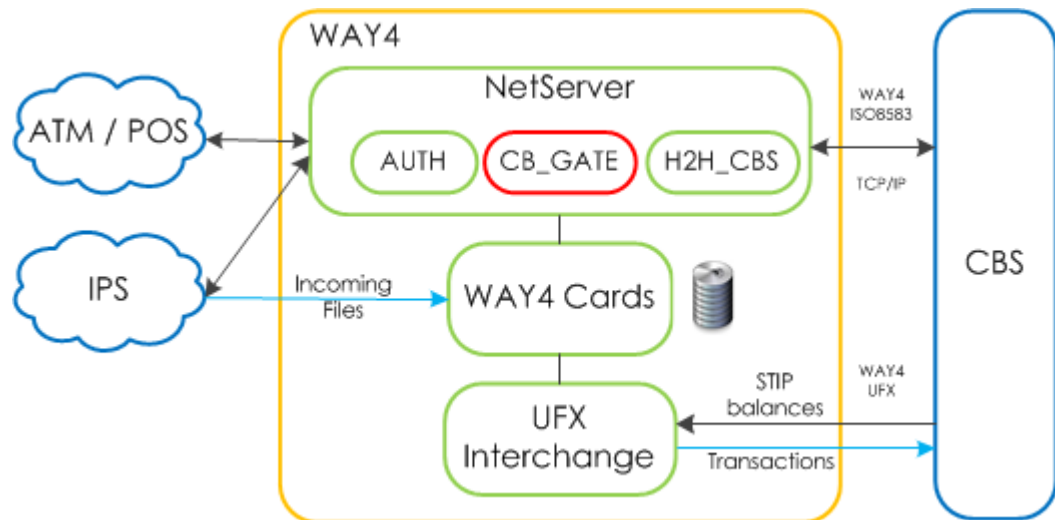 WAY4
NetServer
ATM / POS
AUTH
CB_GATE
H2H_CBS
WAY4
ISO8583
TCP/IP
CBS
IPS
Incoming
Files
WAY4 Cards
UFX
Interchange
STIP
balances
WAY4
UFX
Transactions